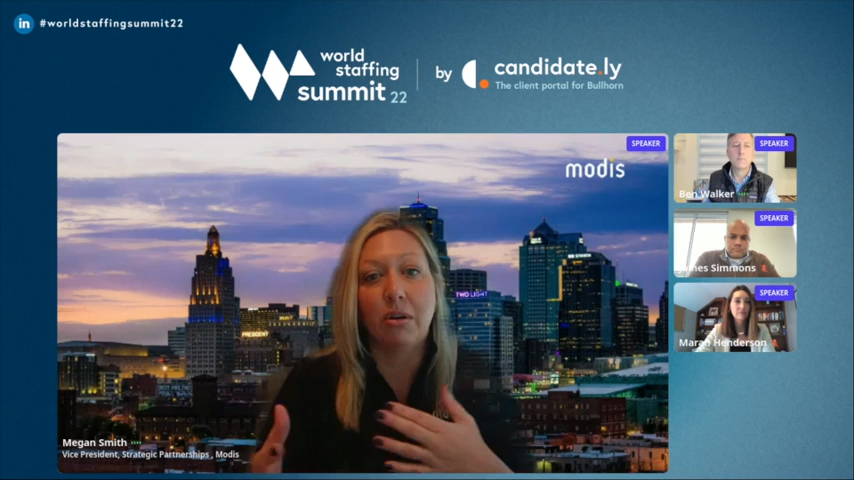 in #worldstaffingsummit22
world
staffing
summit 22
by candidate.ly
The client portal for Bullhorn
SPEAKER
modis
TWO LIGHT
PRESIDENT
Megan Smith
Vice President, Strategic Partnerships , Modis
SPEAKER
Ben Walker
SPEAKER
Simmons
SPEAKER
Marah Henderson